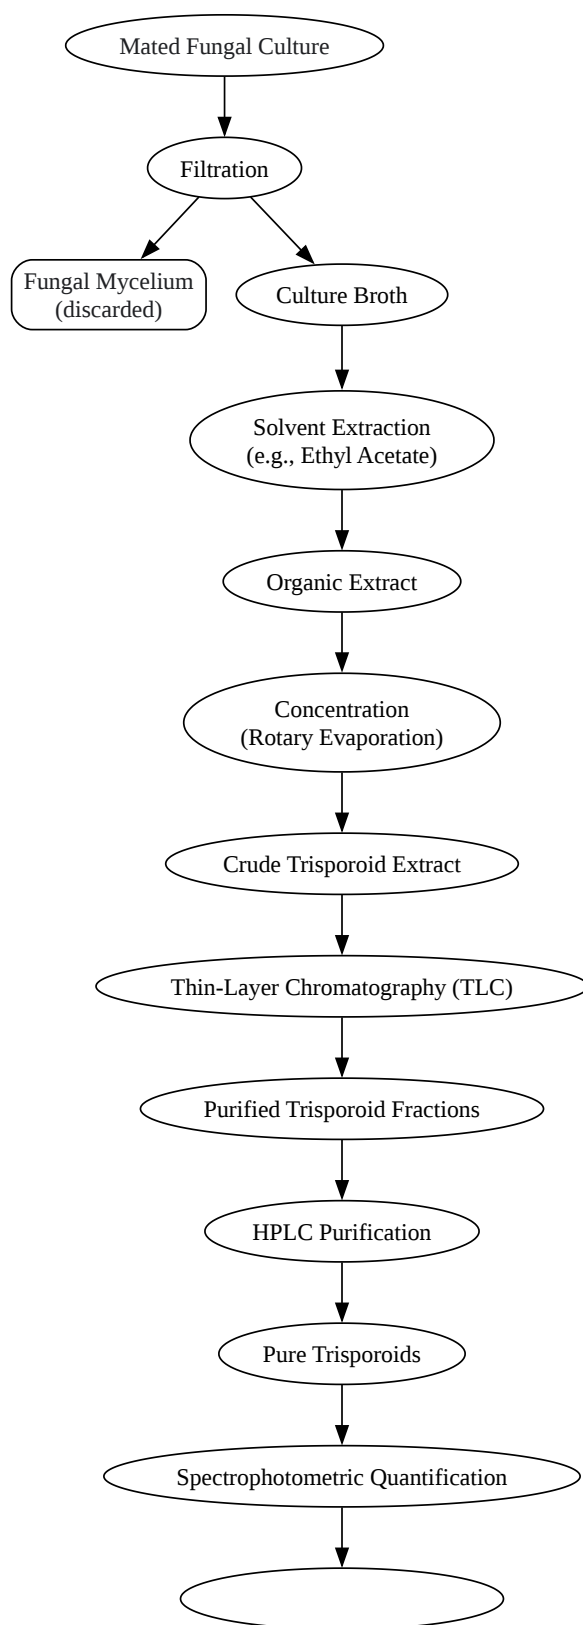 Mated Fungal Culture
Filtration
Fungal Mycelium
(discarded)
Culture Broth
Solvent Extraction
(e.g., Ethyl Acetate)
Organic Extract
Concentration
(Rotary Evaporation)
Crude Trisporoid Extract
Thin-Layer Chromatography (TLC)
Purified Trisporoid Fractions
HPLC Purification
Pure Trisporoids
Spectrophotometric Quantification